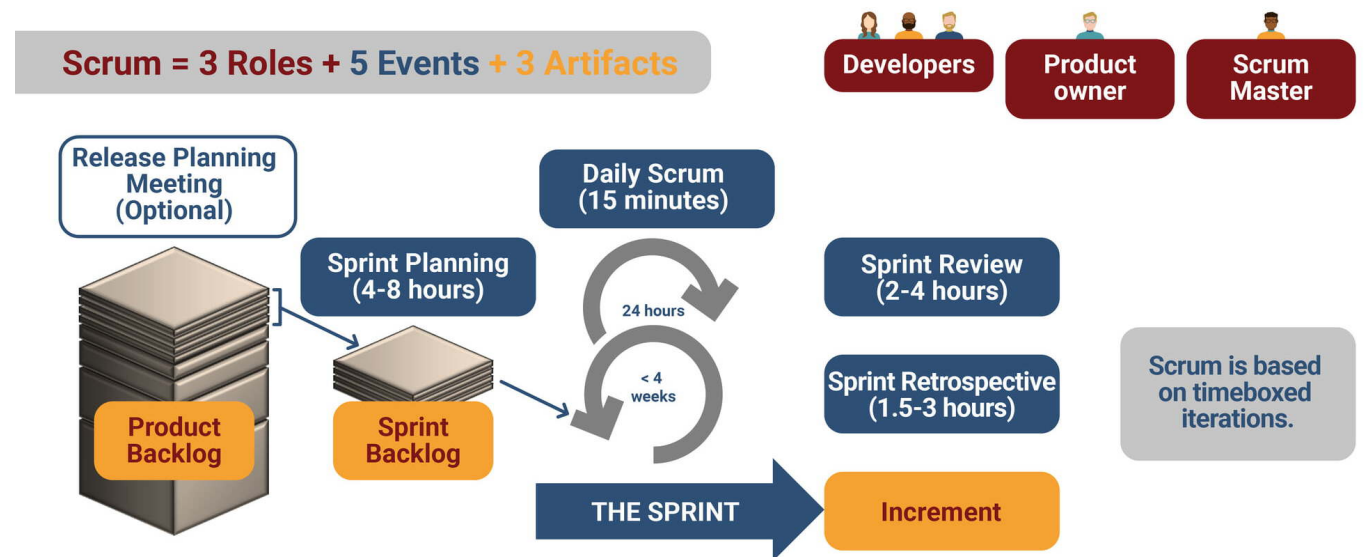 Scrum = 3 Roles + 5 Events + 3 Artifacts
Developers
Product
owner
Scrum
Master
Release Planning
Meeting
(Optional)
Daily Scrum
(15 minutes)
Sprint Planning
(4-8 hours)
Sprint Review
(2-4 hours)
24 hours
< 4
weeks
Sprint Retrospective
(1.5-3 hours)
Scrum is based
on timeboxed
iterations.
Product
Backlog
Sprint
Backlog
THE SPRINT
Increment